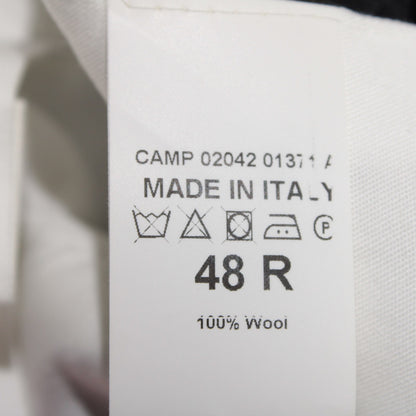 CAMP 02042 01371 A
MADE IN ITALY
P
48 R
100% Wool